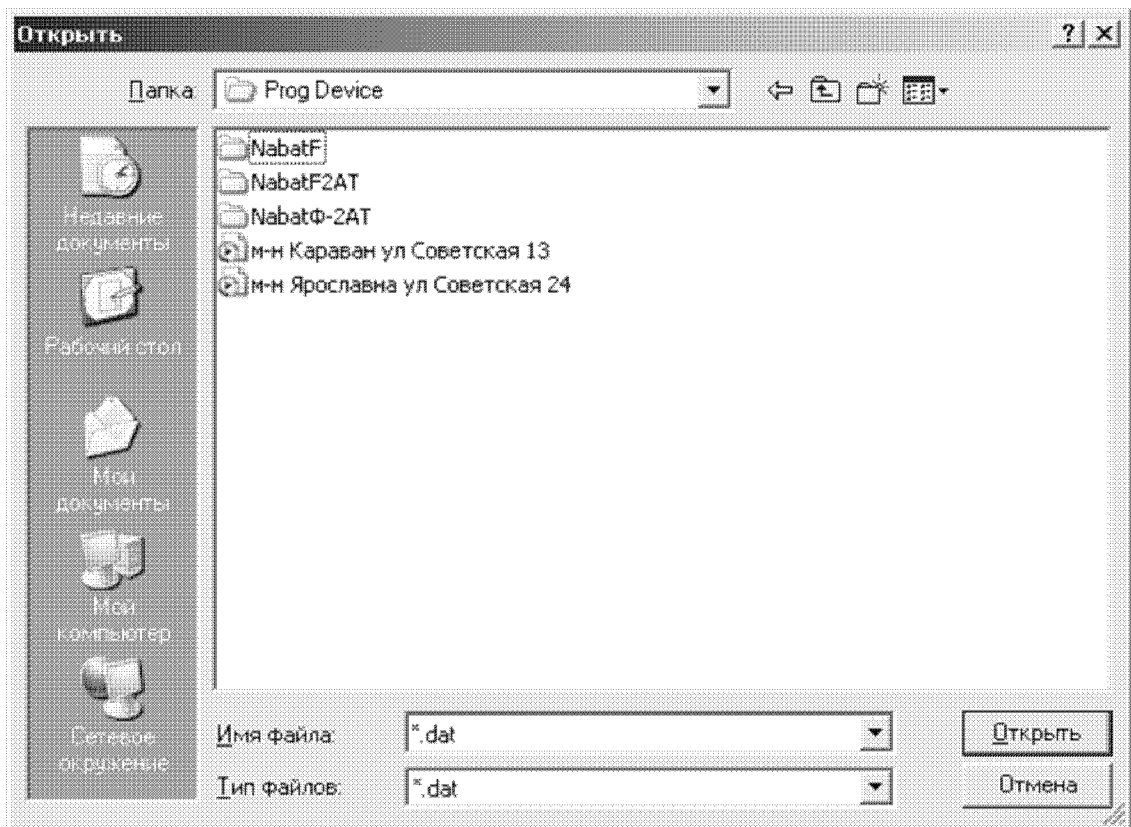 Открыть
Папка: Prog Device
NabatF
NabatF2AT
NabatФ-2AT
м-н Караван ул Советская 13
м-н Ярославна ул Советская 24
Недавние
документы
Рабочий стол
Мои
документы
Мой
компьютер
Сетевое
окружение
Имя файла: *.dat
Открыть
Тип файлов: *.dat
Отмена